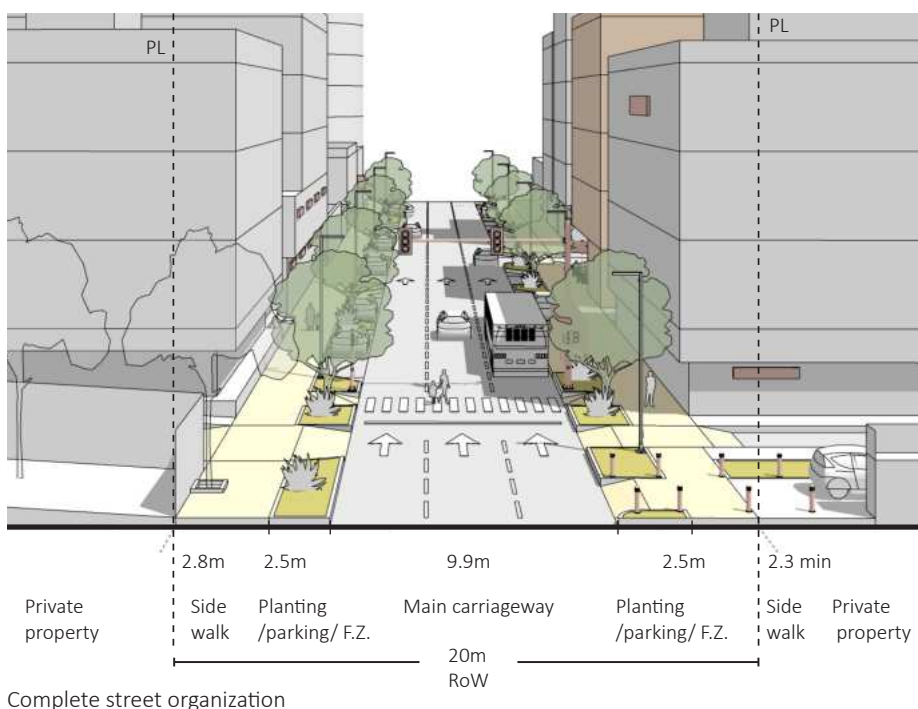 PL
PL
2.8m 2.5m 9.9m 2.5m 2.3 min
Private property
Side walk
Planting /parking/ F.Z.
Main carriageway
Planting /parking/ F.Z.
Side walk
Private property
20m
RoW
Complete street organization